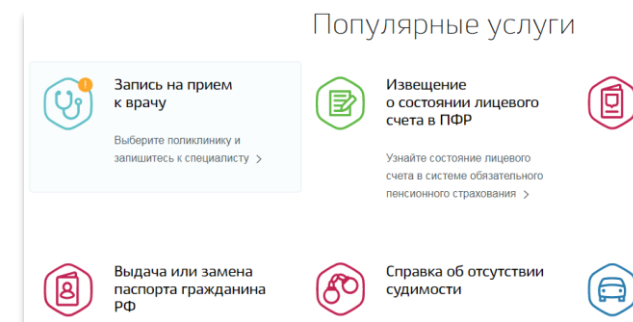 Популярные услуги
Запись на прием
к врачу
Выберите поликлинику и
запишитесь к специалисту >
Извещение
о состоянии лицевого
счета в ПФР
Узнайте состояние лицевого
счета в системе обязательного
пенсионного страхования >
Выдача или замена
паспорта гражданина
РФ
Справка об отсутствии
судимости